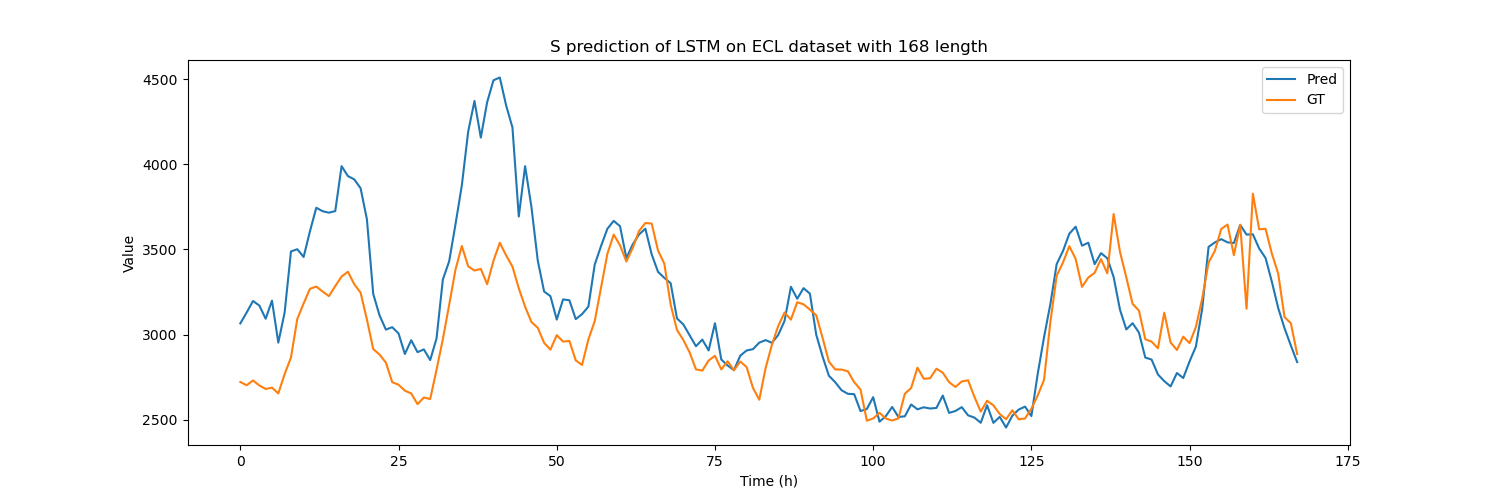 S prediction of LSTM on ECL dataset with 168 length
Pred
GT
4500
4000
3500
3000
2500
Value
0 25 50 75 100 125 150 175
Time (h)